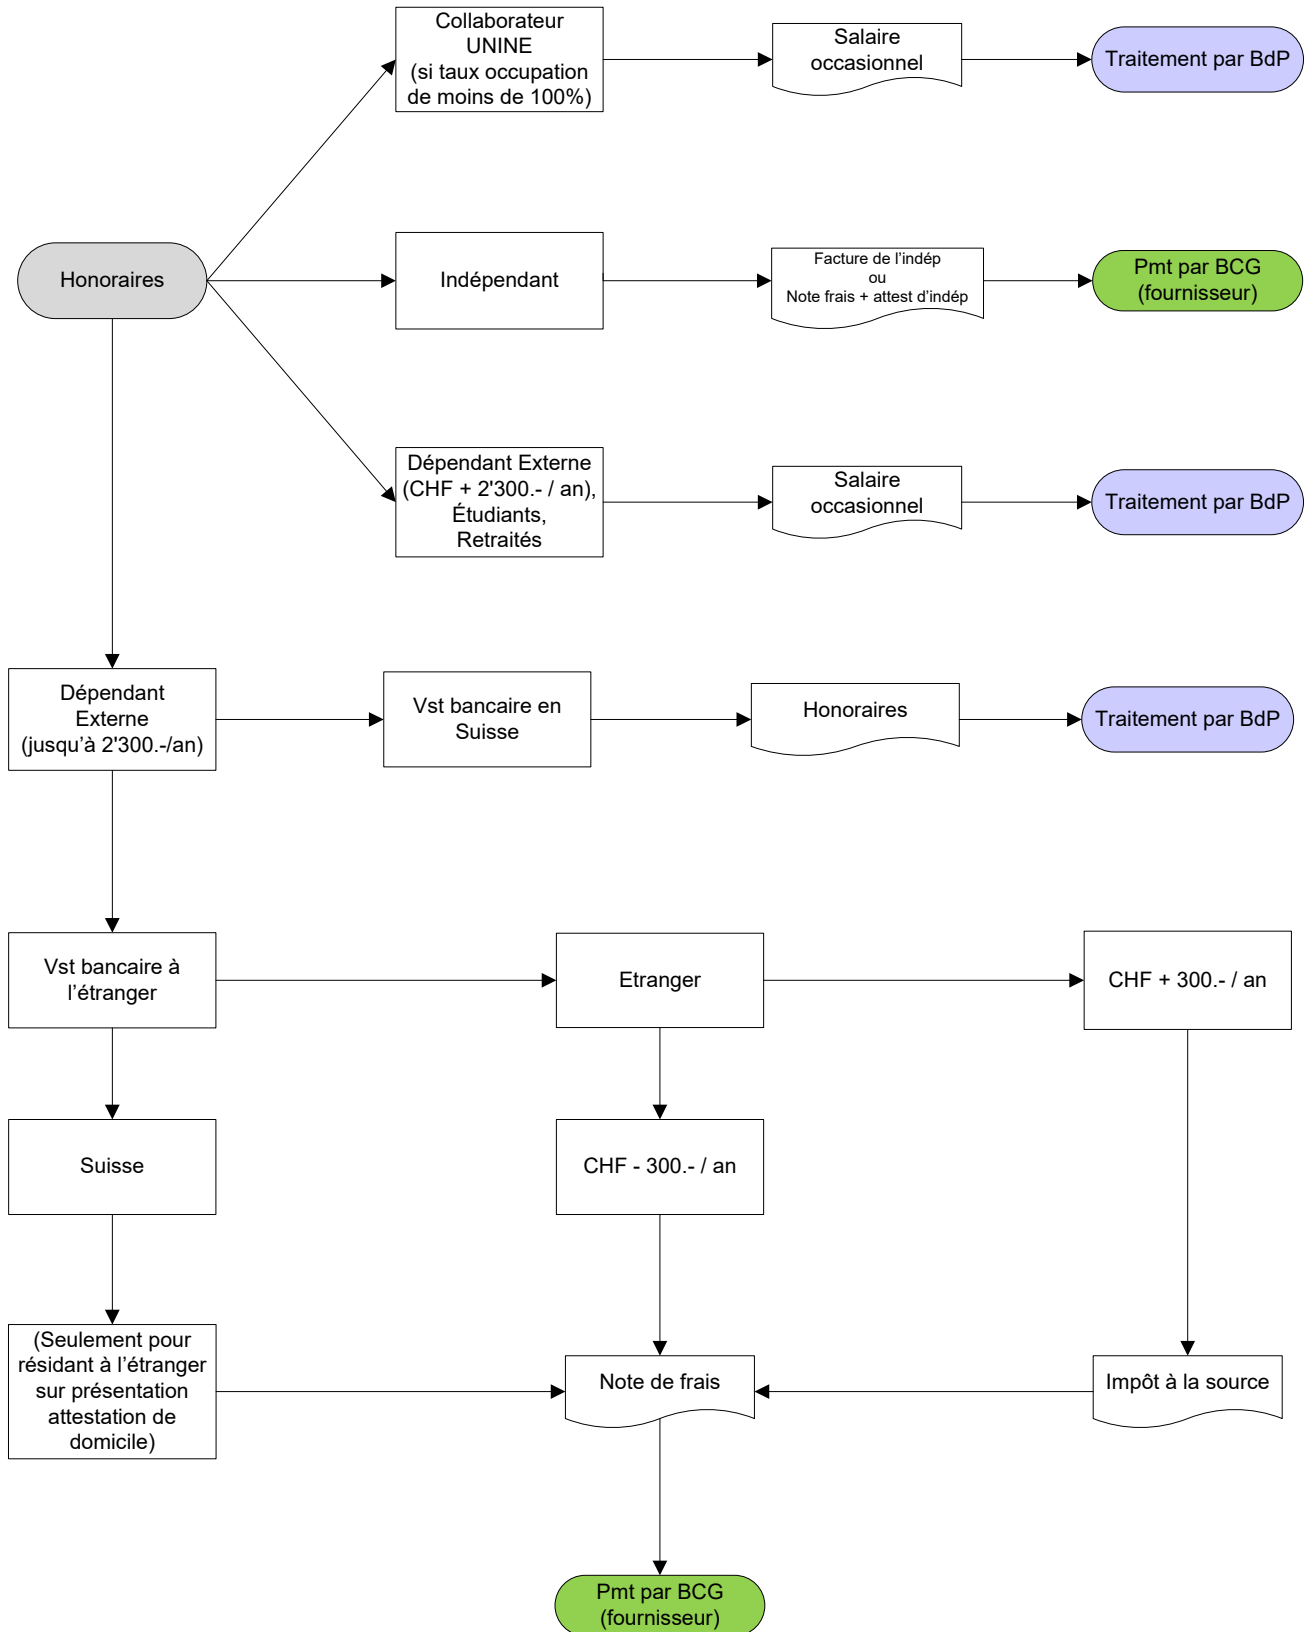 Collaborateur
UNINE
(si taux occupation
de moins de 100%)
Salaire
occasionnel
Traitement par BdP
Honoraires
Indépendant
Facture de l’indép
ou
Note frais + attest d’indép
Pmt par BCG
(fournisseur)
Dépendant Externe
(CHF + 2'300.- / an),
Étudiants,
Retraités
Salaire
occasionnel
Traitement par BdP
Dépendant
Externe
(jusqu’à 2'300.-/an)
Vst bancaire en
Suisse
Honoraires
Traitement par BdP
Vst bancaire à
l’étranger
Etranger
CHF + 300.- / an
Suisse
CHF - 300.- / an
(Seulement pour
résidant à l’étranger
sur présentation
attestation de
domicile)
Note de frais
Impôt à la source
Pmt par BCG
(fournisseur)